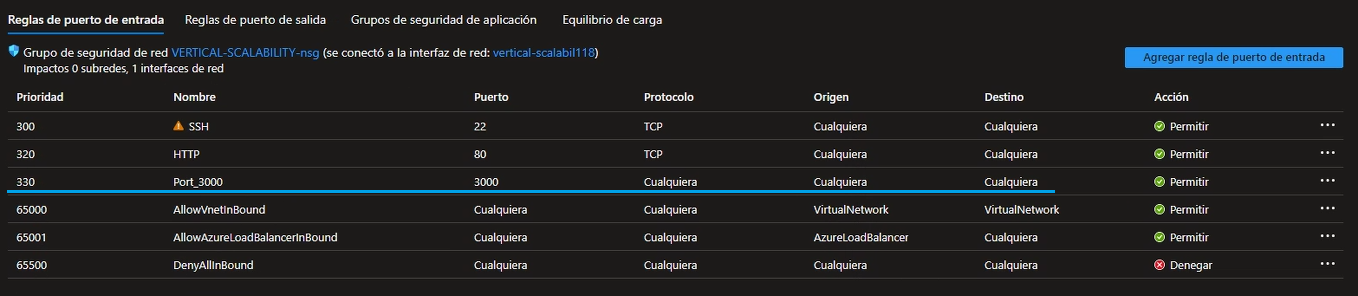 Reglas de puerto de entrada Reglas de puerto de salida Grupos de seguridad de aplicación Equilibrio de carga
Grupo de seguridad de red VERTICAL-SCALABILITY-nsg (se conectó a la interfaz de red: vertical-scalabil118)
Impactos 0 subredes, 1 interfaces de red
Agregar regla de puerto de entrada
Prioridad Nombre Puerto Protocolo Origen Destino Acción
300 SSH 22 TCP Cualquiera Cualquiera Permitir ...
320 HTTP 80 TCP Cualquiera Cualquiera Permitir ...
330 Port_3000 3000 Cualquiera Cualquiera Cualquiera Permitir ...
65000 AllowVnetInBound Cualquiera Cualquiera VirtualNetwork VirtualNetwork Permitir ...
65001 AllowAzureLoadBalancerInBound Cualquiera Cualquiera AzureLoadBalancer Cualquiera Permitir ...
65500 DenyAllInBound Cualquiera Cualquiera Cualquiera Cualquiera Denegar ...